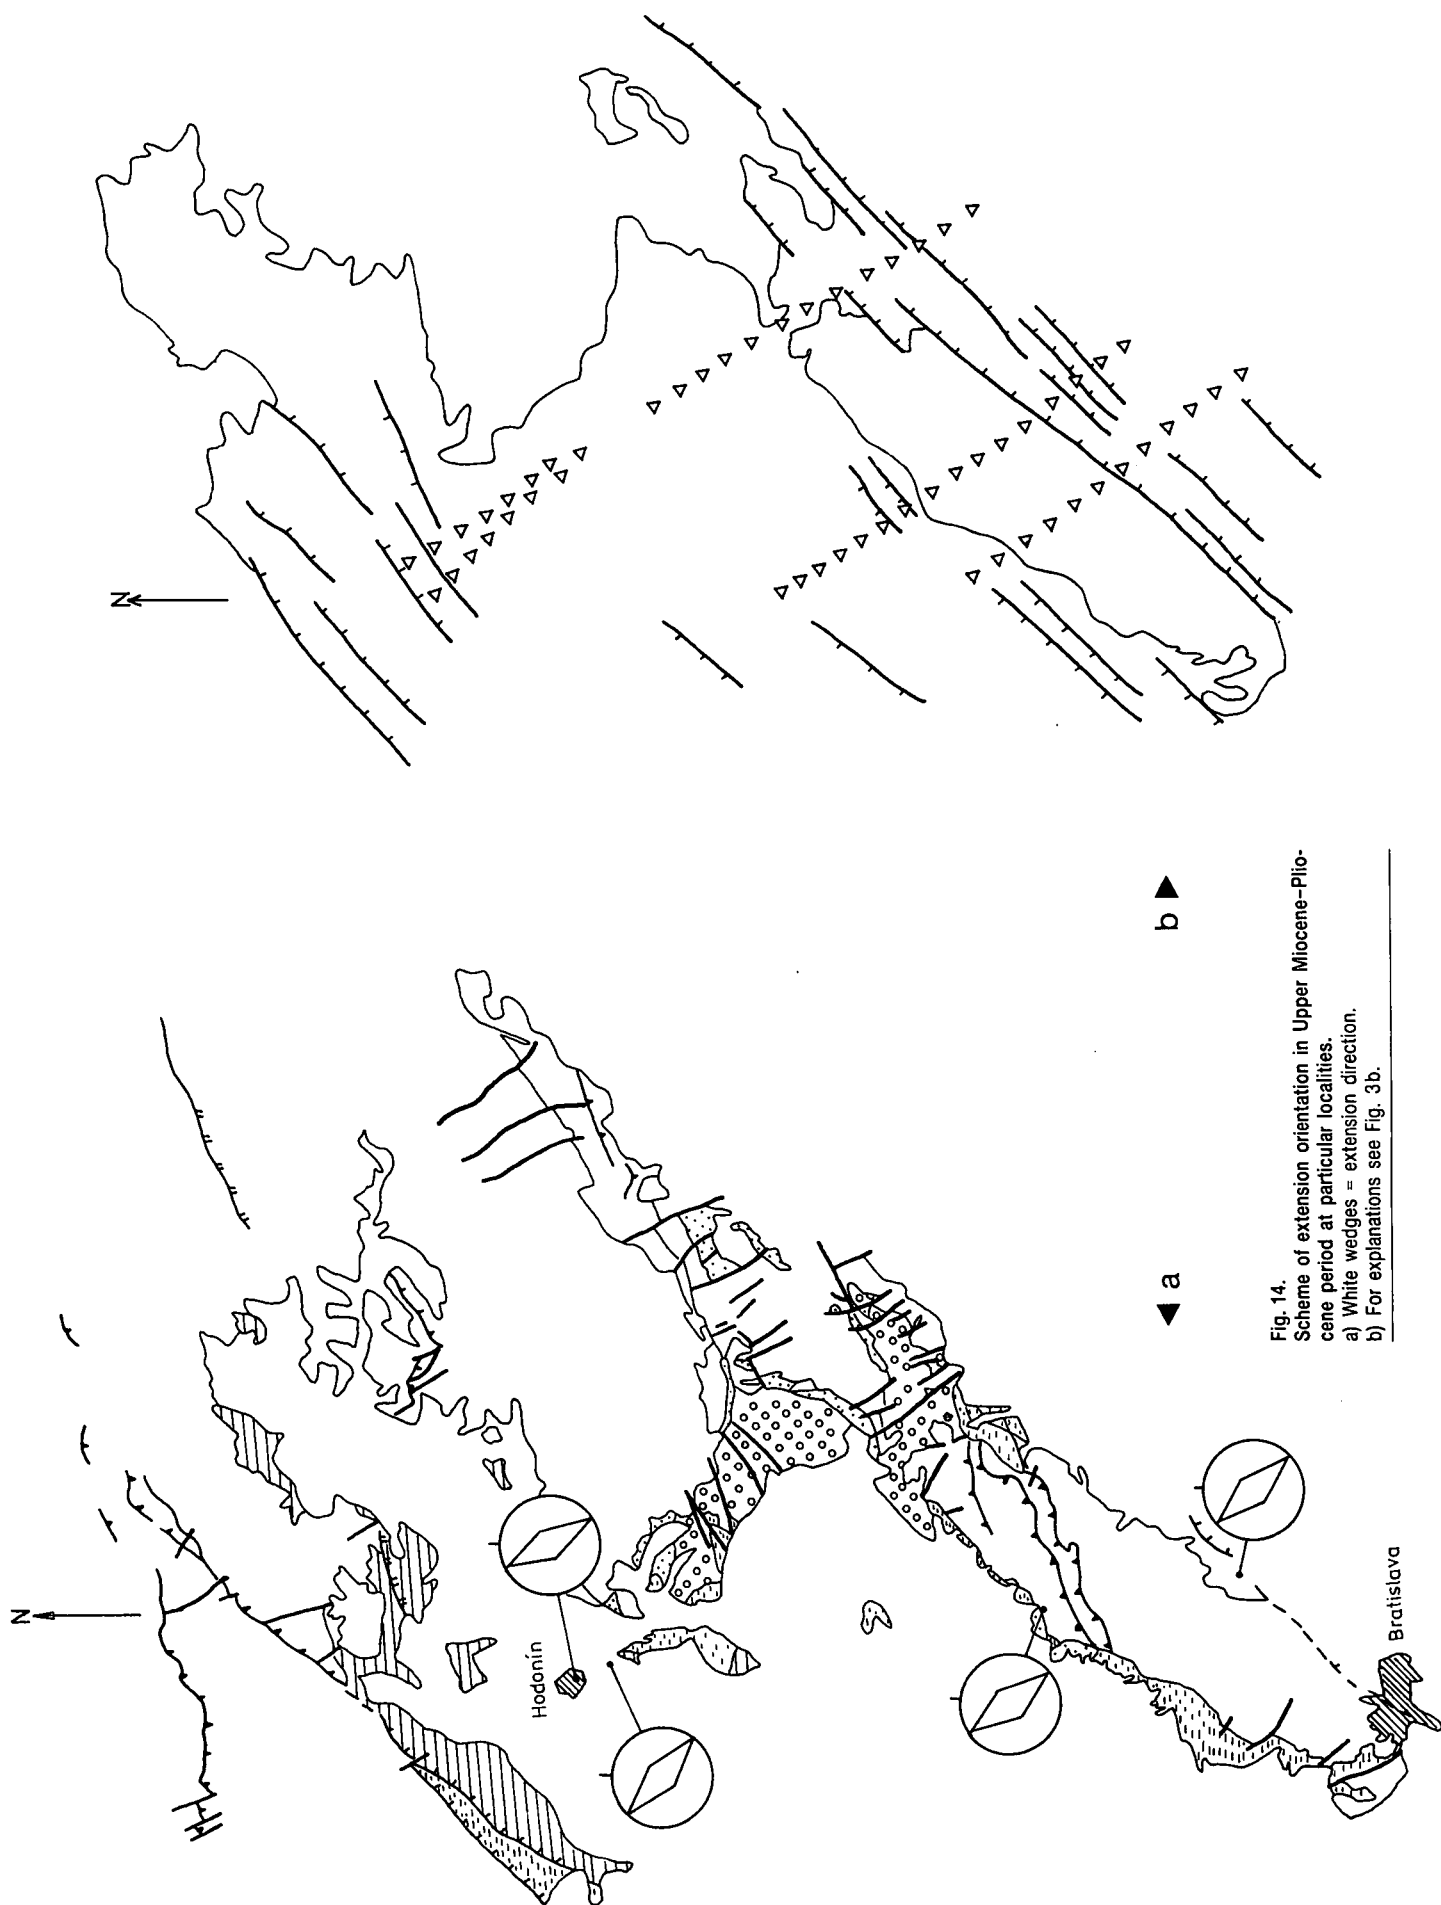 N
N
Hodonín
Bratislava
◀ a
b ▶
Fig. 14.
Scheme of extension orientation in Upper Miocene–Plio-
cene period at particular localities.
a) White wedges = extension direction.
b) For explanations see Fig. 3b.